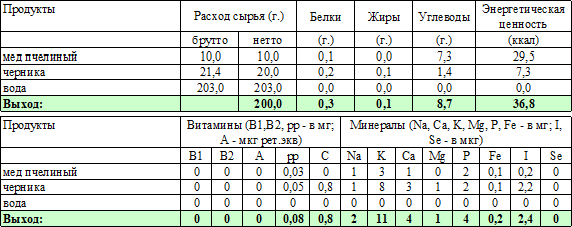 Продукты Расход сырья (г.) Белки Жиры Углеводы Энергетическая ценность
брутто нетто (г.) (г.) (г.) (ккал)
мед пчелиный 10,0 10,0 0,1 0,0 7,3 29,5
черника 21,4 20,0 0,2 0,1 1,4 7,3
вода 203,0 203,0 0,0 0,0 0,0 0,0
Выход: 200,0 0,3 0,1 8,7 36,8
Продукты Витамины (B1,B2, pp - в мг; А - мкг рет.экв) Минералы (Na, Ca, K, Mg, P, Fe - в мг; I, Se - в мкг)
B1 B2 A pp C Na K Ca Mg P Fe I Se
мед пчелиный 0 0 0 0,03 0 1 3 1 0 2 0,1 0,2 0
черника 0 0 0 0,05 0,8 1 8 3 1 2 0,1 2,2 0
вода 0 0 0 0 0 0 0 0 0 0 0 0 0
Выход: 0 0 0 0,08 0,8 2 11 4 1 4 0,2 2,4 0